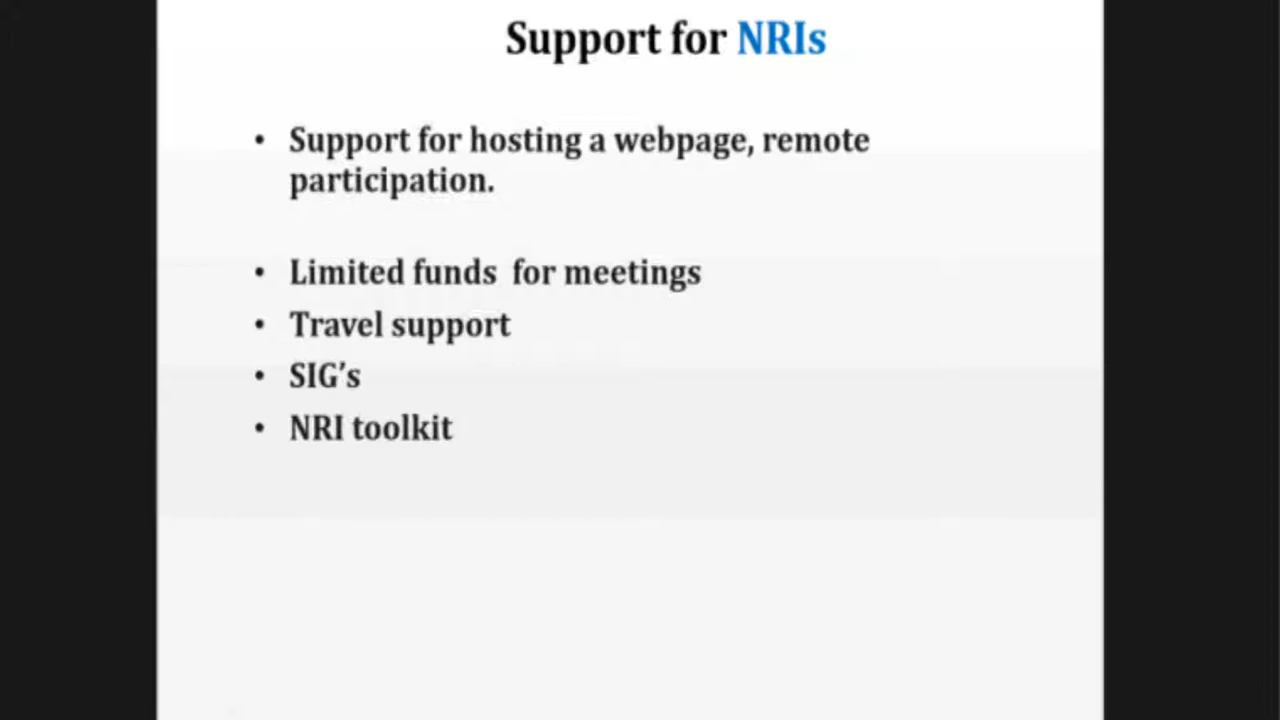 Support for NRIs
• Support for hosting a webpage, remote
participation.
• Limited funds for meetings
• Travel support
• SIG’s
• NRI toolkit